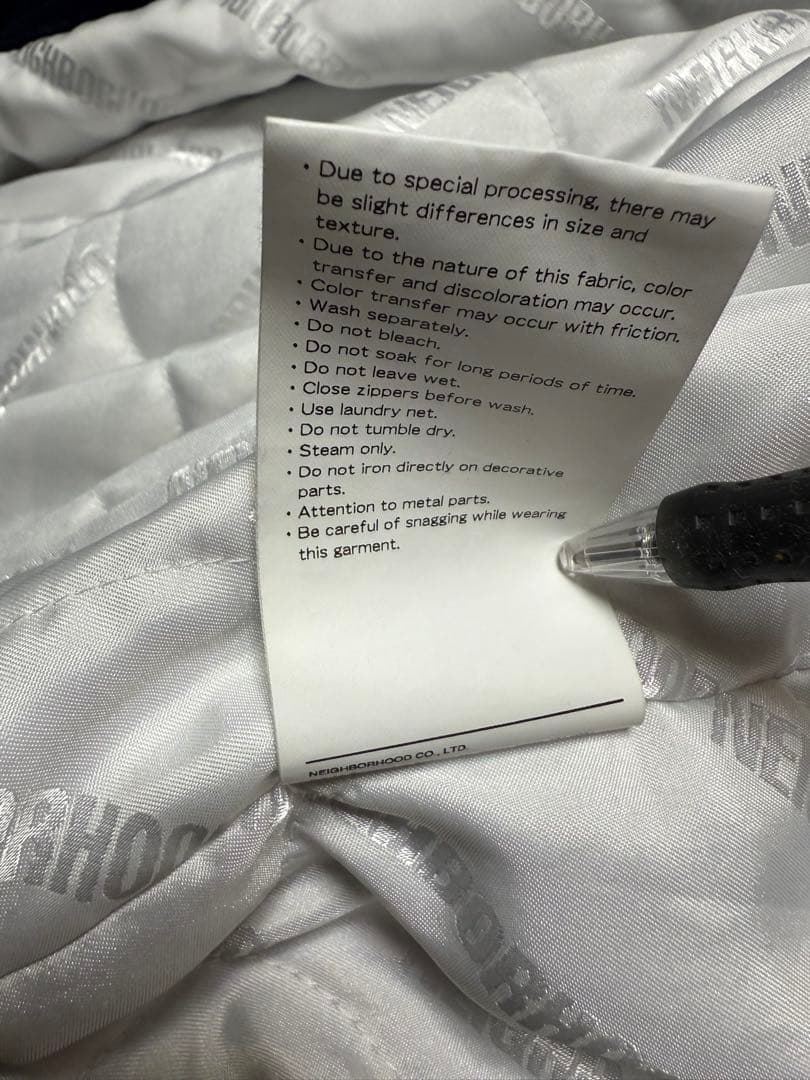 NEIGHBORHOOD
• Due to special processing, there may
be slight differences in size and
texture.
• Due to the nature of this fabric, color
transfer and discoloration may occur.
• Color transfer may occur with friction.
• Wash separately.
• Do not bleach.
• Do not soak for long periods of time.
• Do not leave wet.
• Close zippers before wash.
• Use laundry net.
• Do not tumble dry.
• Steam only.
• Do not iron directly on decorative
parts.
• Attention to metal parts.
• Be careful of snagging while wearing
this garment.
NEIGHBORHOOD CO., LTD.